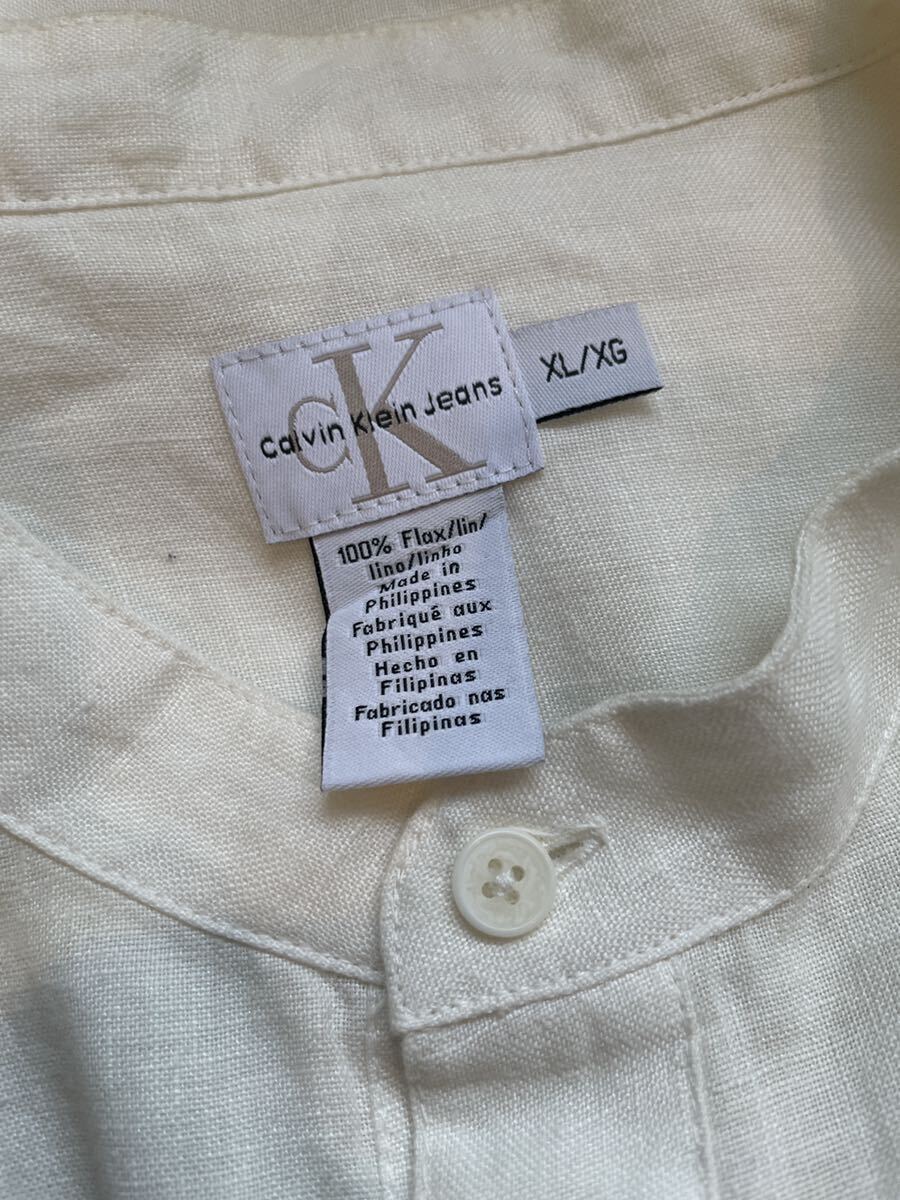 CK
Calvin Klein Jeans
XL/XG
100% Flax/lin/
lino/linho
Made in
Philippines
Fabriqué aux
Philippines
Hecho en
Filipinas
Fabricado nas
Filipinas